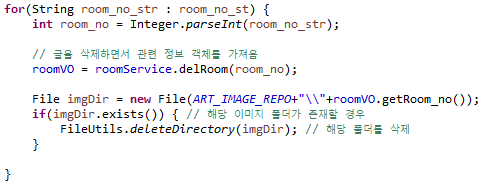 for(String room_no_str : room_no_st) {
int room_no = Integer.parseInt(room_no_str);
// 글을 삭제하면서 관련 정보 객체를 가져옴
roomVO = roomService.delRoom(room_no);
File imgDir = new File(ART_IMAGE_REPO+"\\"+roomVO.getRoom_no());
if(imgDir.exists()) { // 해당 이미지 폴더가 존재할 경우
FileUtils.deleteDirectory(imgDir); // 해당 폴더를 삭제
}
}